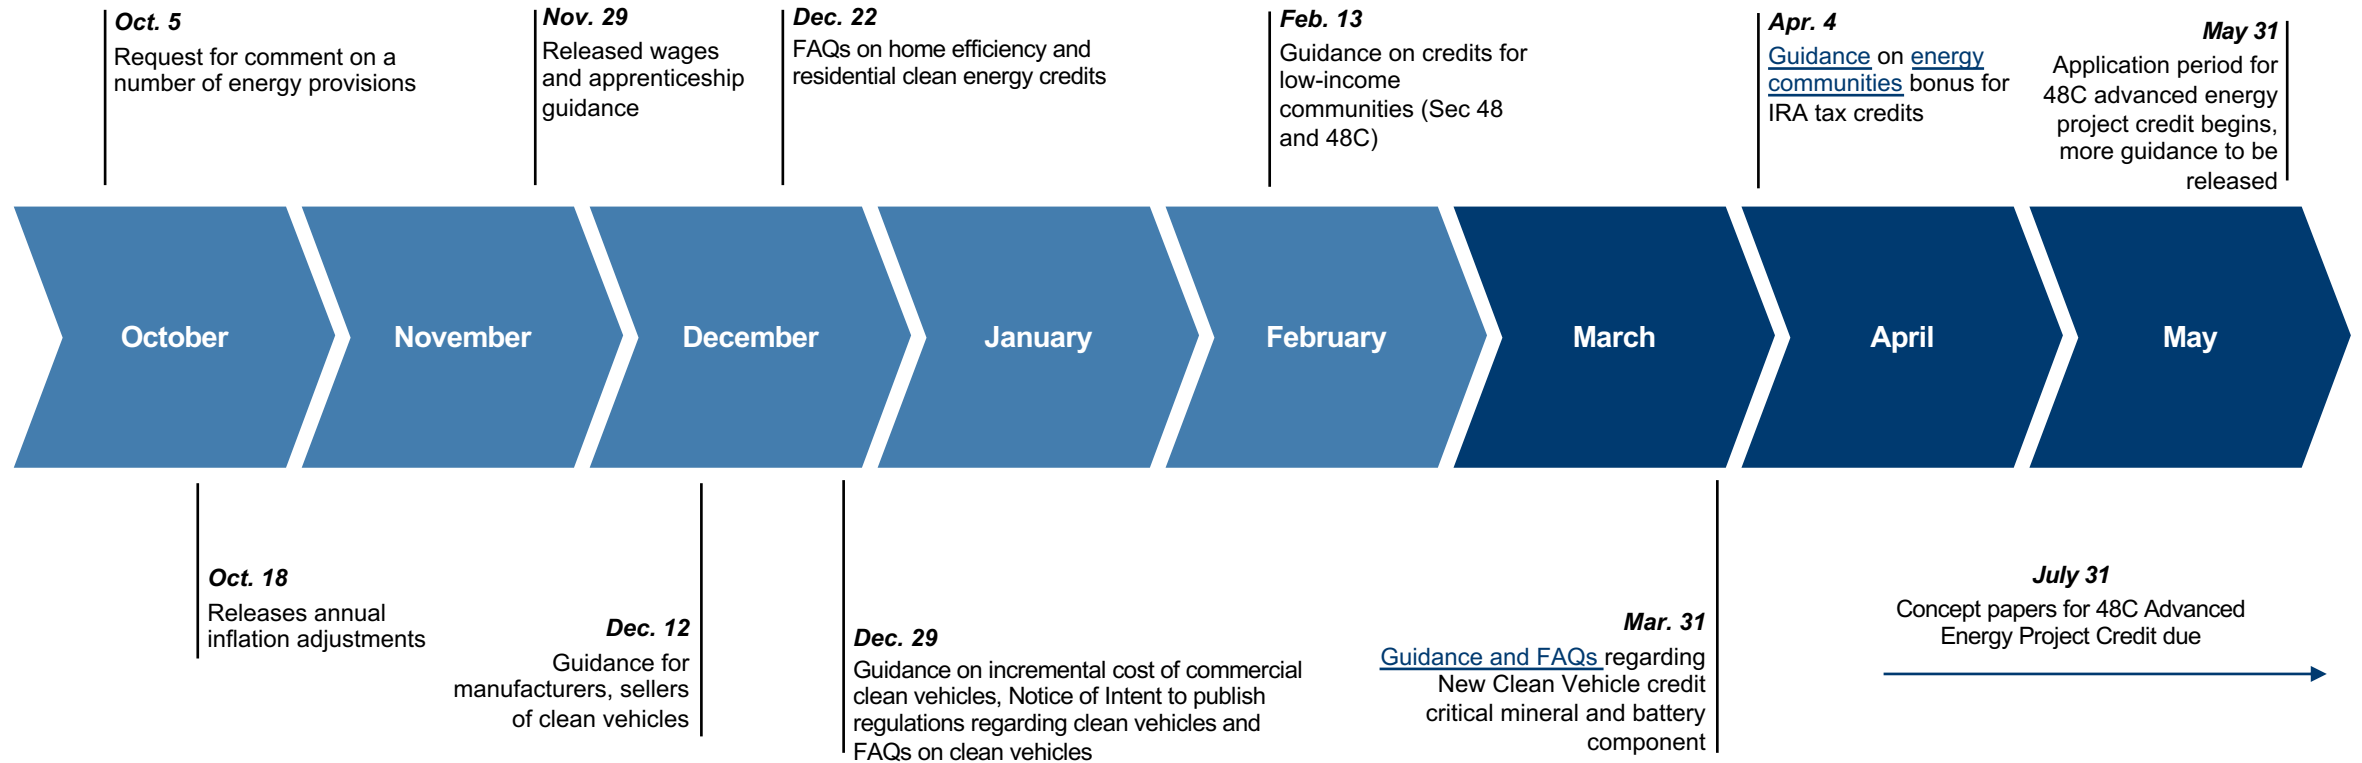 Oct. 5
Request for comment on a
number of energy provisions
Nov. 29
Released wages
and apprenticeship
guidance
Dec. 22
FAQs on home efficiency and
residential clean energy credits
Feb. 13
Guidance on credits for
low-income
communities (Sec 48
and 48C)
Apr. 4
Guidance on energy
communities bonus for
IRA tax credits
May 31
Application period for
48C advanced energy
project credit begins,
more guidance to be
released
October
November
December
January
February
March
April
May
Oct. 18
Releases annual
inflation adjustments
Dec. 12
Guidance for
manufacturers, sellers
of clean vehicles
Dec. 29
Guidance on incremental cost of commercial
clean vehicles, Notice of Intent to publish
regulations regarding clean vehicles and
FAQs on clean vehicles
Mar. 31
Guidance and FAQs regarding
New Clean Vehicle credit
critical mineral and battery
component
July 31
Concept papers for 48C Advanced
Energy Project Credit due